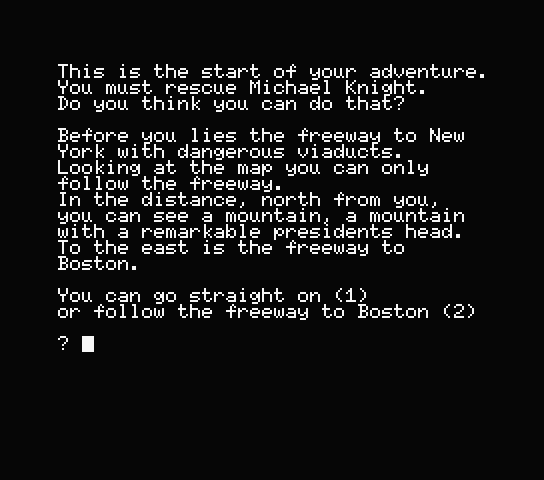 This is the start of your adventure.
You must rescue Michael Knight.
Do you think you can do that?
Before you lies the freeway to New
York with dangerous viaducts.
Looking at the map you can only
follow the freeway.
In the distance, north from you,
you can see a mountain, a mountain
with a remarkable presidents head.
To the east is the freeway to
Boston.
You can go straight on (1)
or follow the freeway to Boston (2)
?